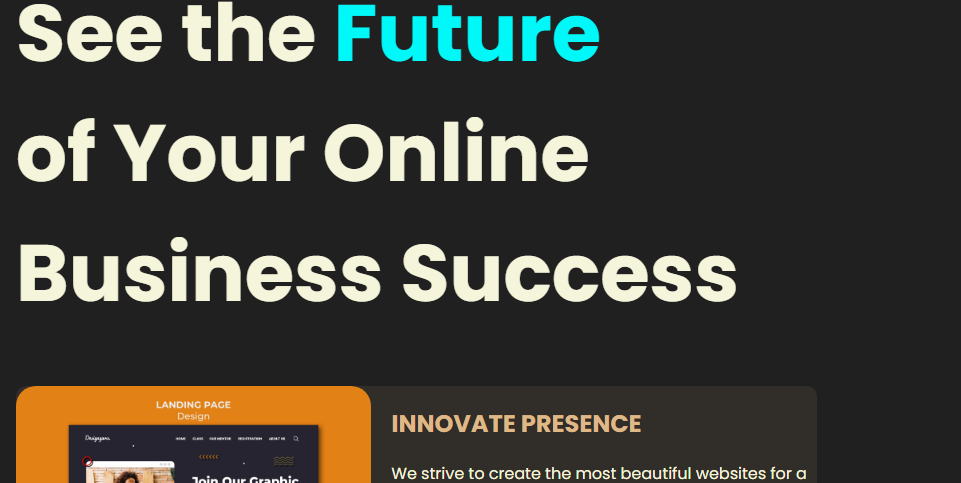 See the Future
of Your Online
Business Success
LANDING PAGE
Design
INNOVATE PRESENCE
Designyaru.
HOME CLASS OUR MENTOR REGISTRATION ABOUT US
Join Our Graphic
We strive to create the most beautiful websites for a